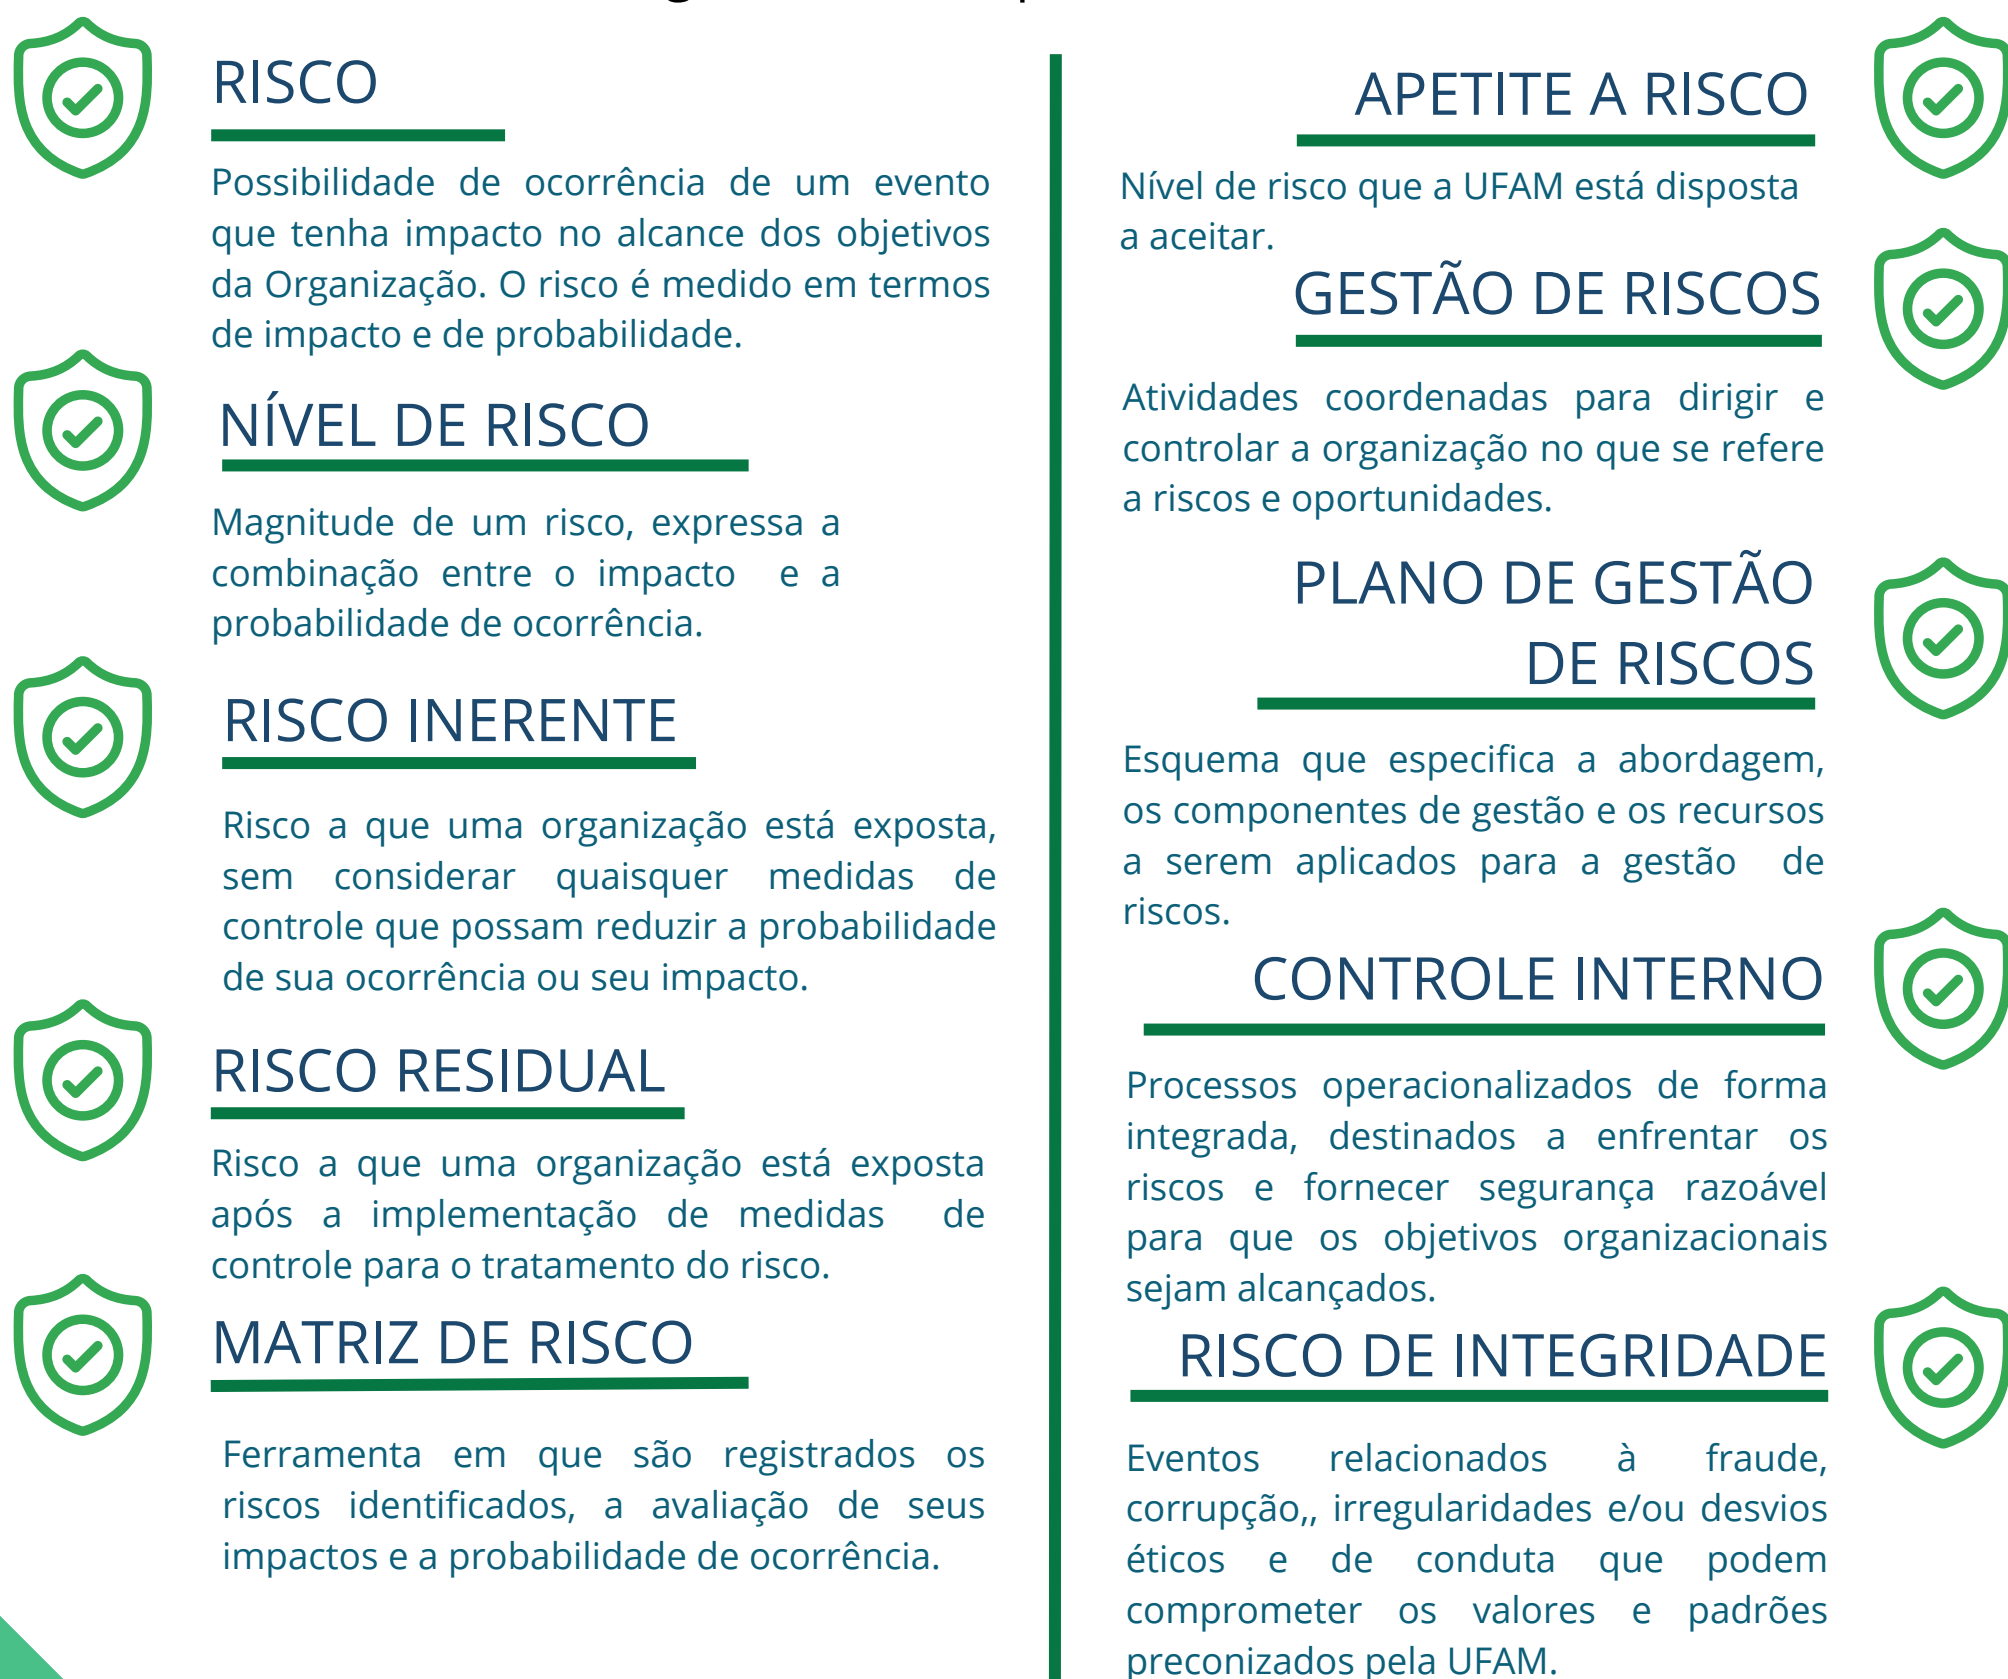 RISCO
Possibilidade de ocorrência de um evento
que tenha impacto no alcance dos objetivos
da Organização. O risco é medido em termos
de impacto e de probabilidade.
NÍVEL DE RISCO
Magnitude de um risco, expressa a
combinação entre o impacto e a
probabilidade de ocorrência.
RISCO INERENTE
Risco a que uma organização está exposta,
sem considerar quaisquer medidas de
controle que possam reduzir a probabilidade
de sua ocorrência ou seu impacto.
RISCO RESIDUAL
Risco a que uma organização está exposta
após a implementação de medidas de
controle para o tratamento do risco.
MATRIZ DE RISCO
Ferramenta em que são registrados os
riscos identificados, a avaliação de seus
impactos e a probabilidade de ocorrência.
APETITE A RISCO
Nível de risco que a UFAM está disposta
a aceitar.
GESTÃO DE RISCOS
Atividades coordenadas para dirigir e
controlar a organização no que se refere
a riscos e oportunidades.
PLANO DE GESTÃO
DE RISCOS
Esquema que especifica a abordagem,
os componentes de gestão e os recursos
a serem aplicados para a gestão de
riscos.
CONTROLE INTERNO
Processos operacionalizados de forma
integrada, destinados a enfrentar os
riscos e fornecer segurança razoável
para que os objetivos organizacionais
sejam alcançados.
RISCO DE INTEGRIDADE
Eventos relacionados à fraude,
corrupção,, irregularidades e/ou desvios
éticos e de conduta que podem
comprometer os valores e padrões
preconizados pela UFAM.